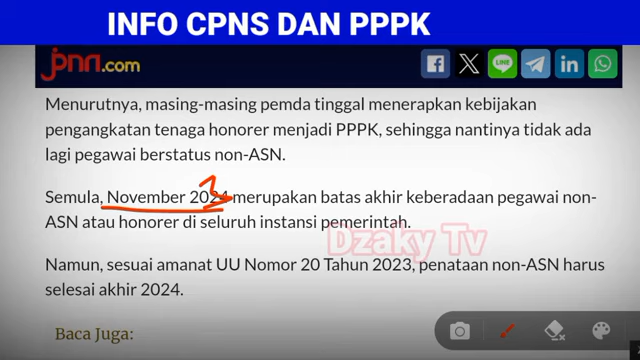 INFO CPNS DAN PPPK
jpnn.com
Menurutnya, masing-masing pemda tinggal menerapkan kebijakan
pengangkatan tenaga honorer menjadi PPPK, sehingga nantinya tidak ada
lagi pegawai berstatus non-ASN.
Semula, November 2024 merupakan batas akhir keberadaan pegawai non-
ASN atau honorer di seluruh instansi pemerintah.
Dzaky Tv
Namun, sesuai amanat UU Nomor 20 Tahun 2023, penataan non-ASN harus
selesai akhir 2024.
Baca Juga: